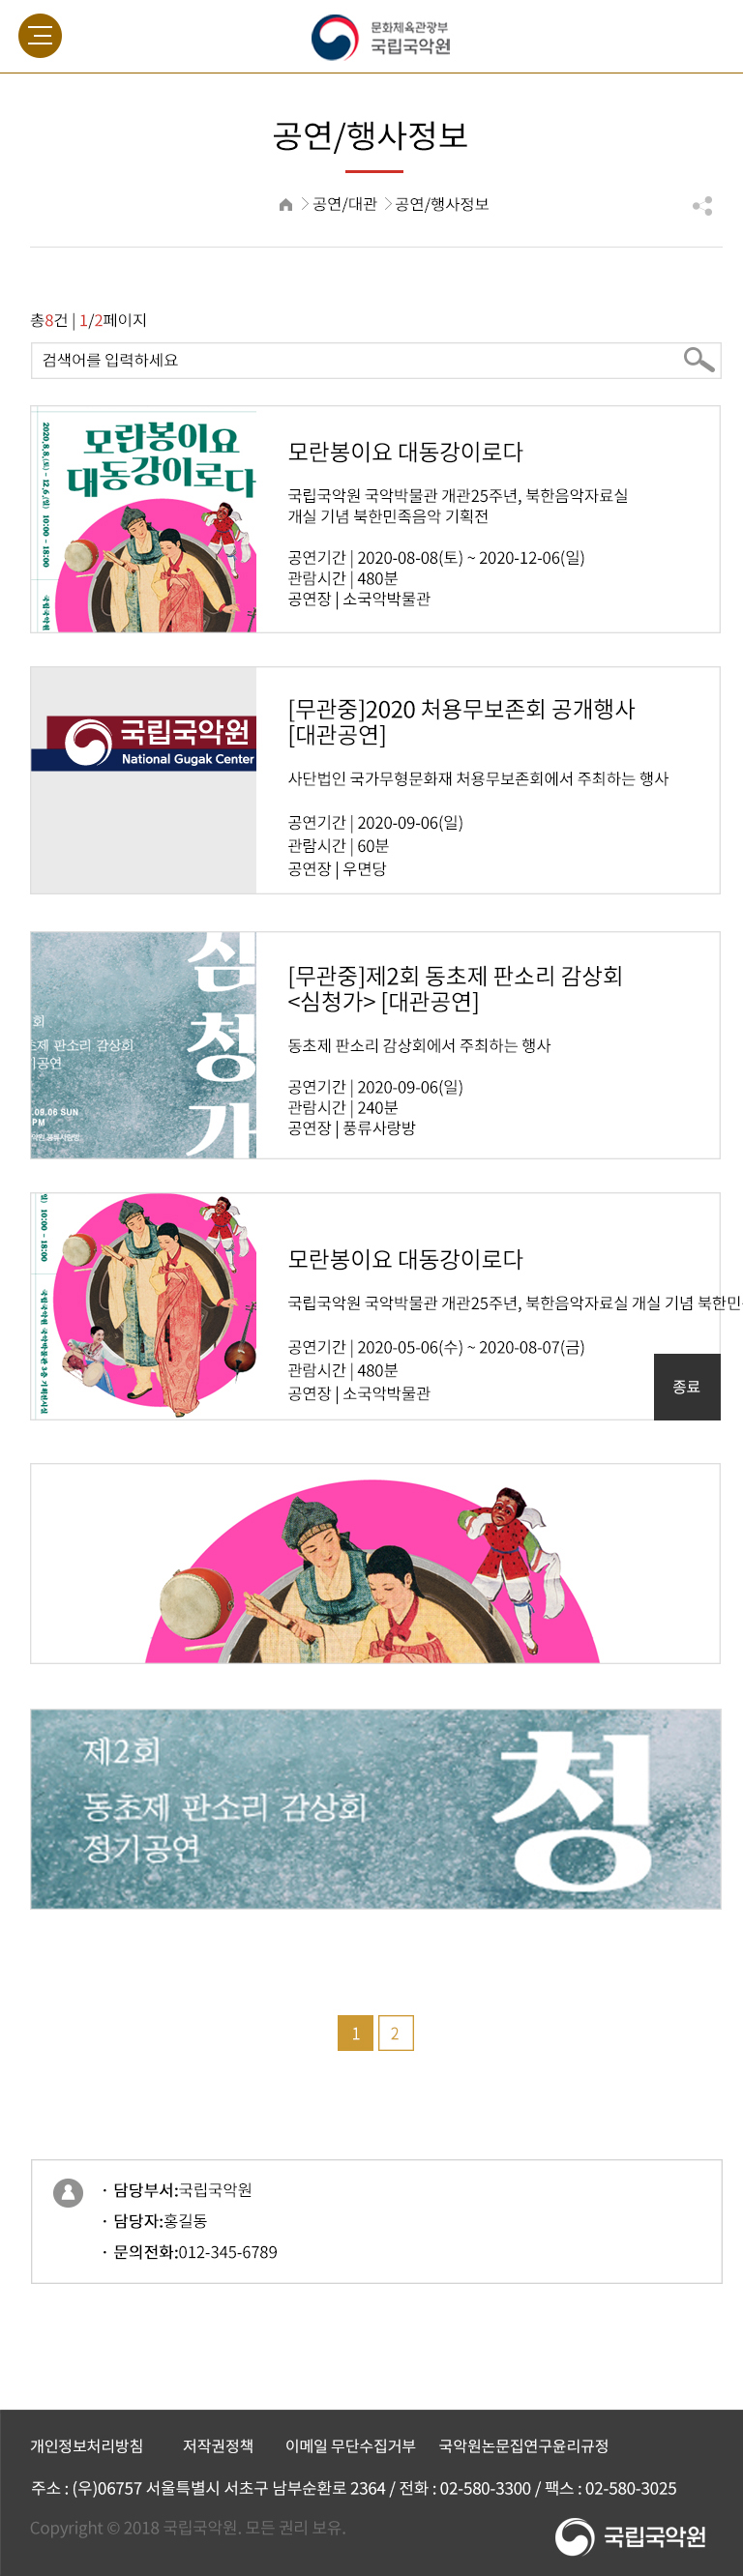 문화체육관광부
국립국악원
공연/행사정보
공연/대관
공연/행사정보
총8건 | 1/2페이지
검색어를 입력하세요
2020.8.8.(토) - 12.6.(일) 10:00 - 18:00
국립국악원
모란봉이요
대동강이로다
모란봉이요 대동강이로다
국립국악원 국악박물관 개관25주년, 북한음악자료실
개실 기념 북한민족음악 기획전
공연기간 | 2020-08-08(토) ~ 2020-12-06(일)
관람시간 | 480분
공연장 | 소국악박물관
국립국악원
National Gugak Center
[무관중]2020 처용무보존회 공개행사
[대관공연]
사단법인 국가무형문화재 처용무보존회에서 주최하는 행사
공연기간 | 2020-09-06(일)
관람시간 | 60분
공연장 | 우면당
심청가
회
초제 판소리 감상회
기공연
.09.06 SUN
PM
악원 풍류사랑방
[무관중]제2회 동초제 판소리 감상회
<심청가> [대관공연]
동초제 판소리 감상회에서 주최하는 행사
공연기간 | 2020-09-06(일)
관람시간 | 240분
공연장 | 풍류사랑방
일) 10:00 - 18:00
국립국악원 국악박물관 3층 기획전시실
모란봉이요 대동강이로다
국립국악원 국악박물관 개관25주년, 북한음악자료실 개실 기념 북한민
공연기간 | 2020-05-06(수) ~ 2020-08-07(금)
관람시간 | 480분
공연장 | 소국악박물관
종료
제2회
동초제 판소리 감상회
정기공연
청
1
2
· 담당부서:국립국악원
· 담당자:홍길동
· 문의전화:012-345-6789
개인정보처리방침
저작권정책
이메일 무단수집거부
국악원논문집연구윤리규정
주소 : (우)06757 서울특별시 서초구 남부순환로 2364 / 전화 : 02-580-3300 / 팩스 : 02-580-3025
Copyright © 2018 국립국악원. 모든 권리 보유.
국립국악원